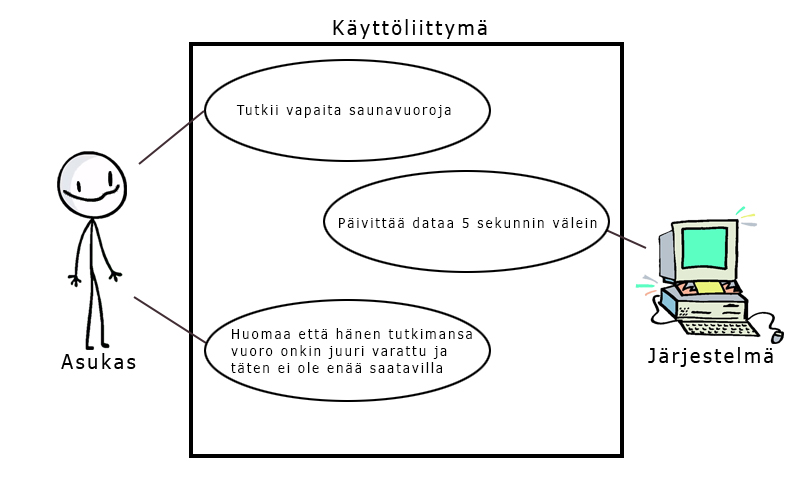 Käyttöliittymä
Tutkii vapaita saunavuoroja
Päivittää dataa 5 sekunnin välein
Huomaa että hänen tutkimansa
vuoro onkin juuri varattu ja
täten ei ole enää saatavilla
Asukas
Järjestelmä